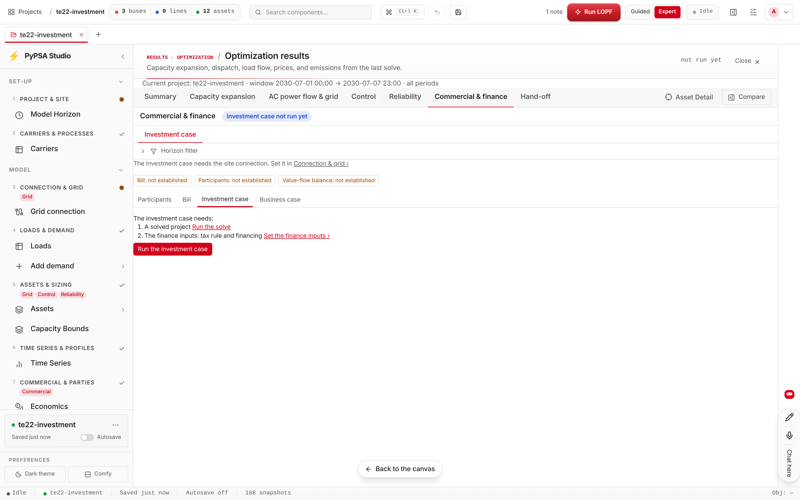 Projects / te22-investment
3 buses 0 lines 12 assets
Search components...
⌘ Ctrl K
1 note
Run LOPF
Guided Expert
Idle
A
te22-investment ×
+
PyPSA Studio
SET-UP
1 PROJECT & SITE
Model Horizon
2 CARRIERS & PROCESSES
Carriers
MODEL
3 CONNECTION & GRID
Grid
Grid connection
4 LOADS & DEMAND
Loads
Add demand
5 ASSETS & SIZING
Grid Control Reliability
Assets
Capacity Bounds
6 TIME SERIES & PROFILES
Time Series
7 COMMERCIAL & PARTIES
Commercial
Economics
te22-investment
Saved just now Autosave
PREFERENCES
Dark theme Comfy
RESULTS · OPTIMIZATION / Optimization results
Capacity expansion, dispatch, load flow, prices, and emissions from the last solve.
not run yet
Close ×
Current project: te22-investment · window 2030-07-01 00:00 → 2030-07-07 23:00 · all periods
Summary Capacity expansion AC power flow & grid Control Reliability Commercial & finance Hand-off
Asset Detail Compare
Commercial & finance Investment case not run yet
Investment case
Horizon filter
The investment case needs the site connection. Set it in Connection & grid ›
Bill: not established Participants: not established Value-flow balance: not established
Participants Bill Investment case Business case
The investment case needs:
1. A solved project Run the solve
2. The finance inputs: tax rule and financing Set the finance inputs ›
Run the investment case
← Back to the canvas
Chat here
Idle te22-investment Saved just now Autosave off 168 snapshots
Obj: —